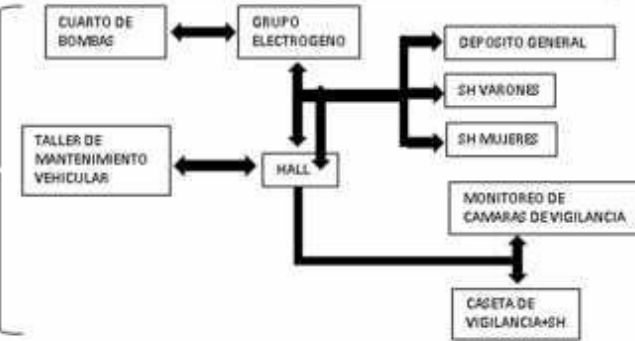 CUARTO DE
BOMBAS
GRUPO
ELECTROGENO
DEPOSITO GENERAL
SH VARONES
SH MUJERES
TALLER DE
MANTENIMIENTO
VEHICULAR
HALL
MONITOREO DE
CAMARAS DE VIGILANCIA
CASETA DE
VIGILANCIA+SH